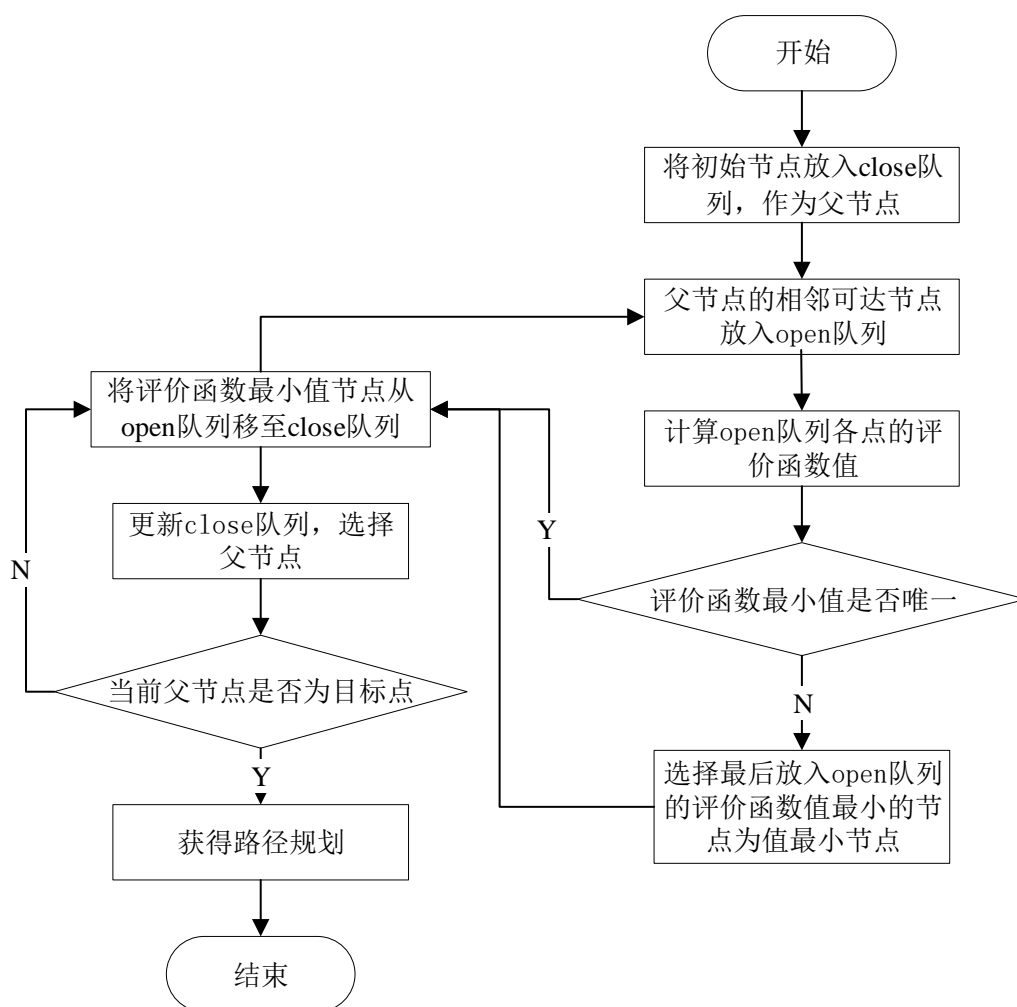 开始
将初始节点放入close队
列，作为父节点
父节点的相邻可达节点
放入open队列
计算open队列各点的评
价函数值
评价函数最小值是否唯一
Y
N
选择最后放入open队列
的评价函数值最小的节
点为值最小节点
将评价函数最小值节点从
open队列移至close队列
更新close队列，选择
父节点
N
当前父节点是否为目标点
Y
获得路径规划
结束